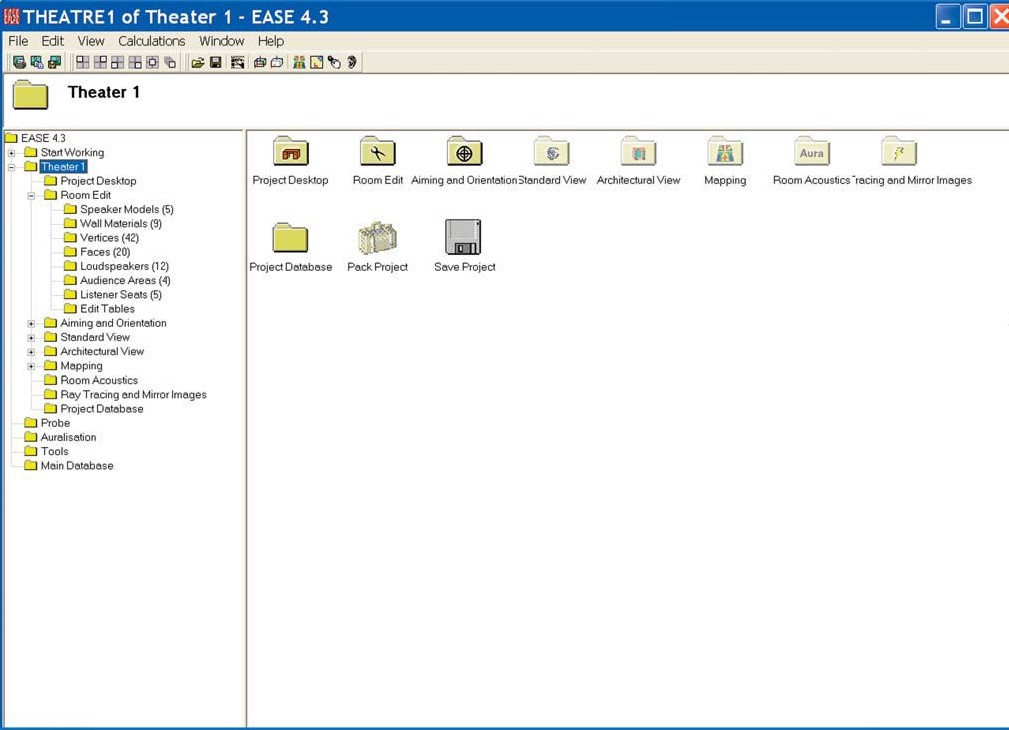 EASE THEATRE1 of Theater 1 - EASE 4.3
File Edit View Calculations Window Help
Theater 1
EASE 4.3
Start Working
Theater 1
Project Desktop
Room Edit
Speaker Models (5)
Wall Materials (9)
Vertices (42)
Faces (20)
Loudspeakers (12)
Audience Areas (4)
Listener Seats (5)
Edit Tables
Aiming and Orientation
Standard View
Architectural View
Mapping
Room Acoustics
Ray Tracing and Mirror Images
Project Database
Probe
Auralisation
Tools
Main Database
Aura
Project Desktop Room Edit Aiming and Orientation Standard View Architectural View Mapping Room Acoustics Tracing and Mirror Images
Project Database Pack Project Save Project